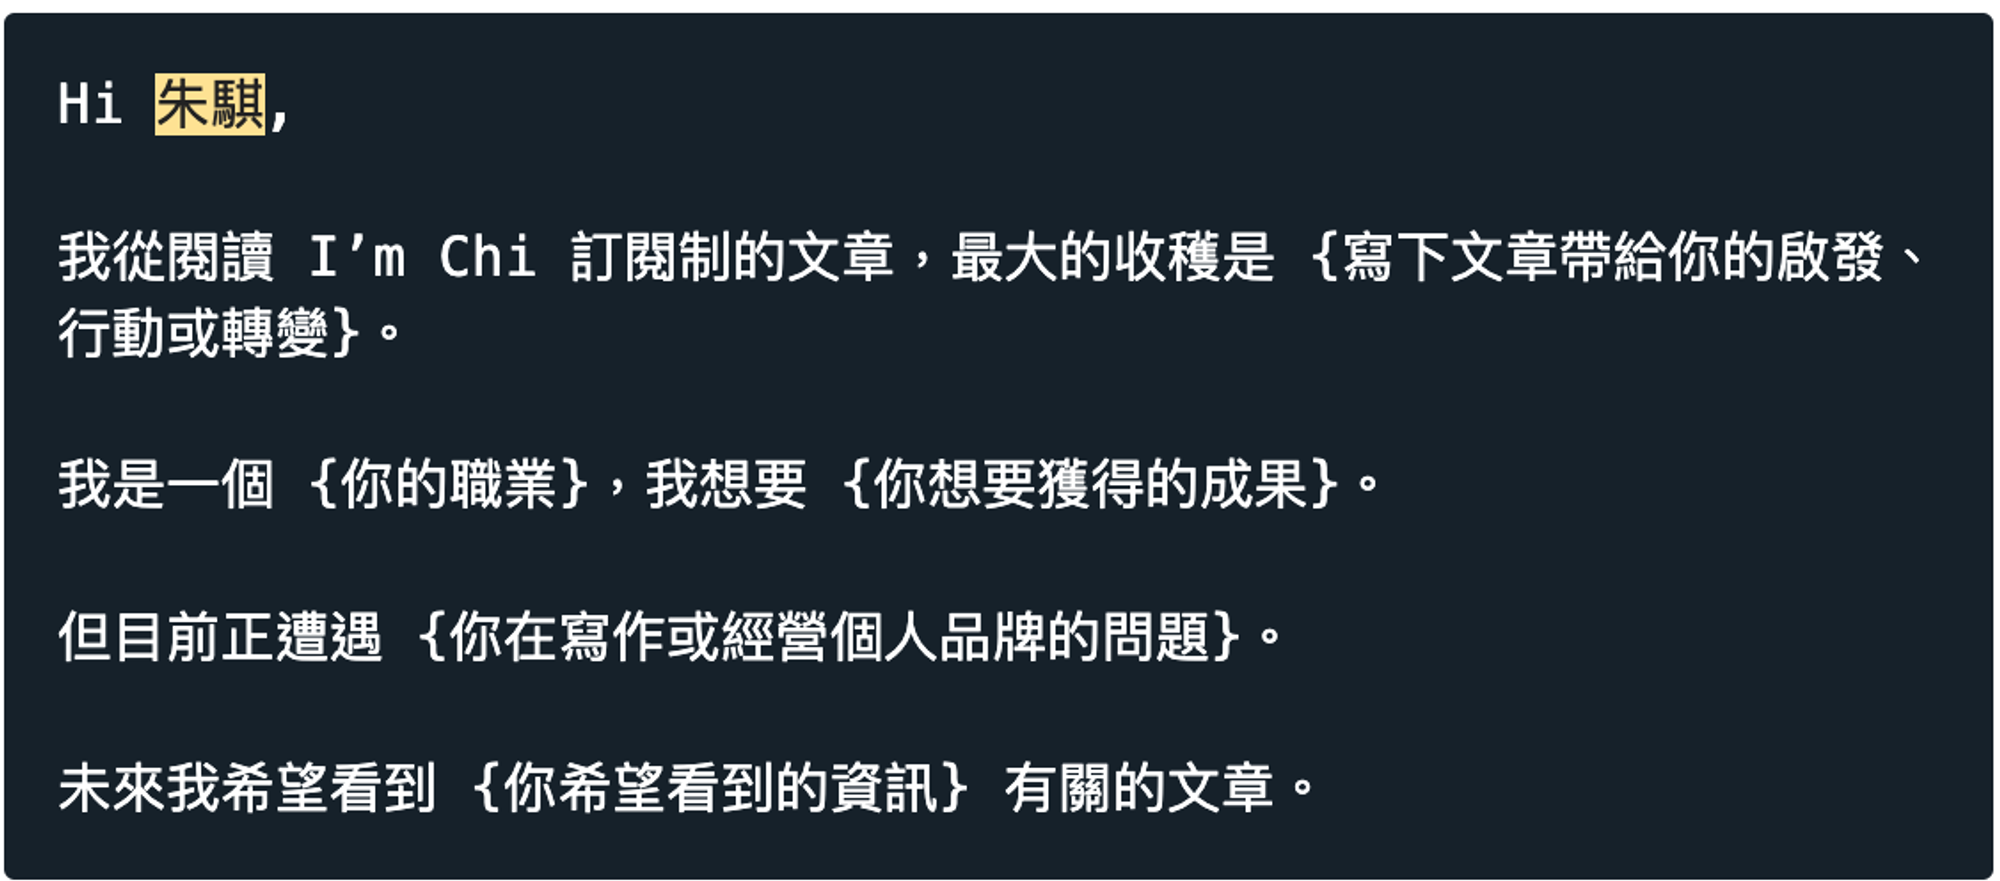 Hi 朱騏,
我從閱讀 I’m Chi 訂閱制的文章，最大的收穫是 {寫下文章帶給你的啟發、
行動或轉變}。
我是一個 {你的職業}，我想要 {你想要獲得的成果}。
但目前正遭遇 {你在寫作或經營個人品牌的問題}。
未來我希望看到 {你希望看到的資訊} 有關的文章。